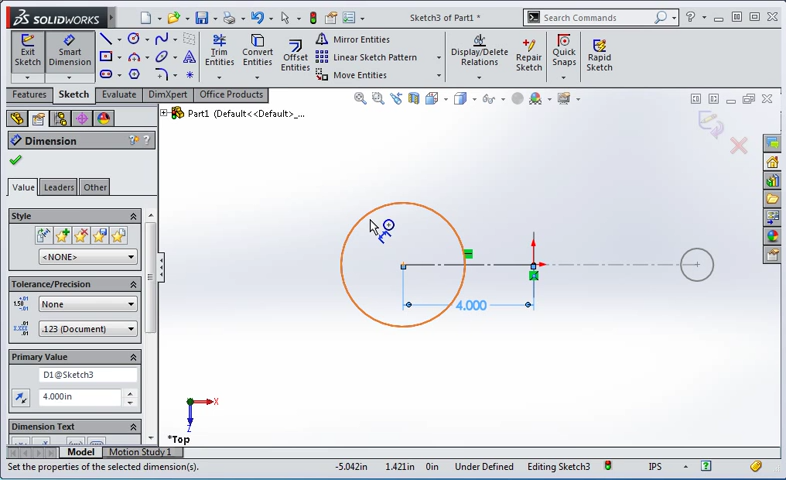 SOLIDWORKS
Sketch3 of Part1 *
Search Commands
Exit Sketch
Smart Dimension
Trim Entities
Convert Entities
Offset Entities
Mirror Entities
Linear Sketch Pattern
Move Entities
Display/Delete Relations
Repair Sketch
Quick Snaps
Rapid Sketch
Features
Sketch
Evaluate
DimXpert
Office Products
Part1 (Default<<Default>_...
Dimension
Value
Leaders
Other
Style
<NONE>
Tolerance/Precision
None
.123 (Document)
Primary Value
D1@Sketch3
4.000in
Dimension Text
4.000
X
Z
*Top
Model
Motion Study 1
Set the properties of the selected dimension(s).
-5.042in
1.421in
0in
Under Defined
Editing Sketch3
IPS